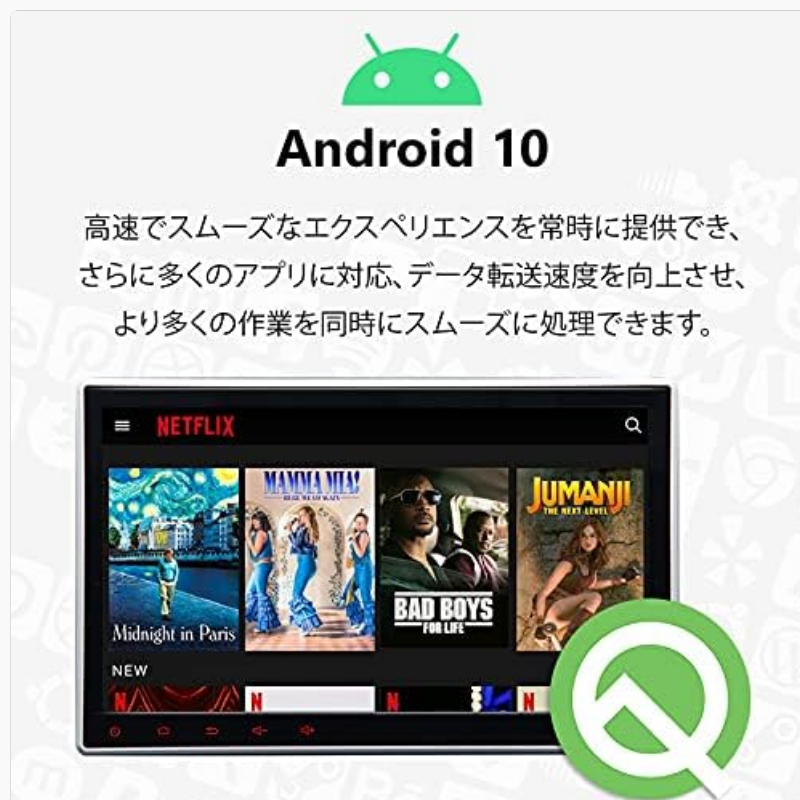 Android 10
高速でスムーズなエクスペリエンスを常時に提供でき、
さらに多くのアプリに対応、データ転送速度を向上させ、
より多くの作業を同時にスムーズに処理できます。
NETFLIX
Midnight in Paris
MAMMA MIA!
HERE WE GO AGAIN
BAD BOYS
FOR LIFE
JUMANJI
THE NEXT LEVEL
NEW
N
N
N
N